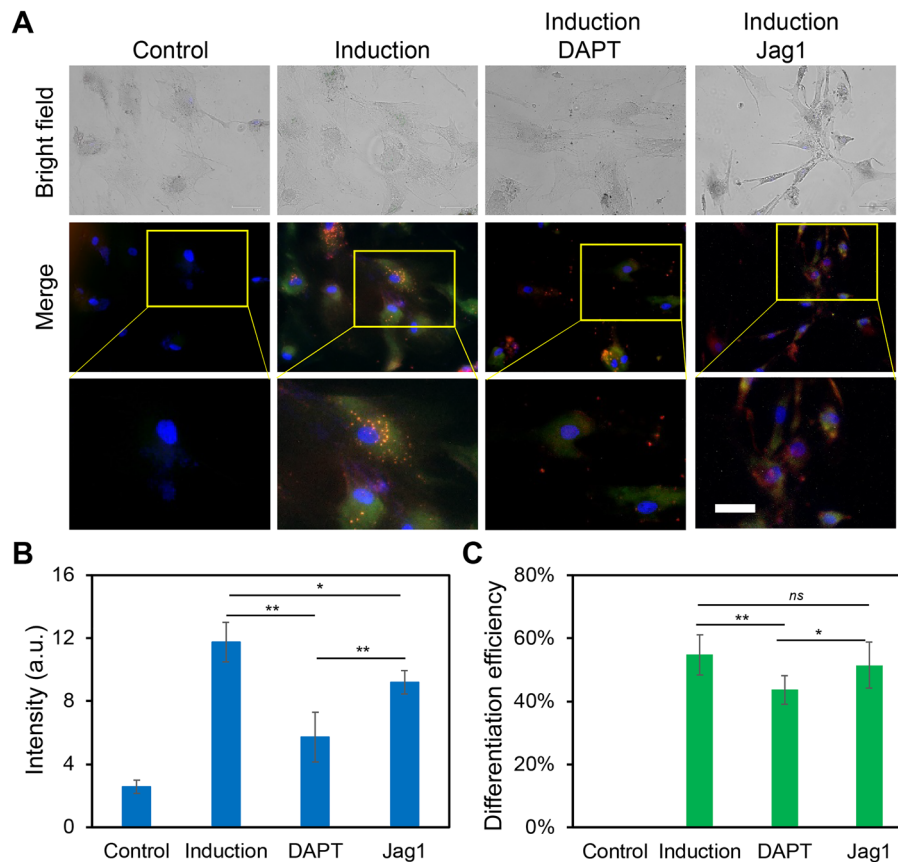 A
Control
Induction
Induction
DAPT
Induction
Jag1
Bright field
Merge
B
Intensity (a.u.)
16
12
8
4
0
*
**
**
Control
Induction
DAPT
Jag1
C
Differentiation efficiency
80%
60%
40%
20%
0%
ns
**
*
Control
Induction
DAPT
Jag1